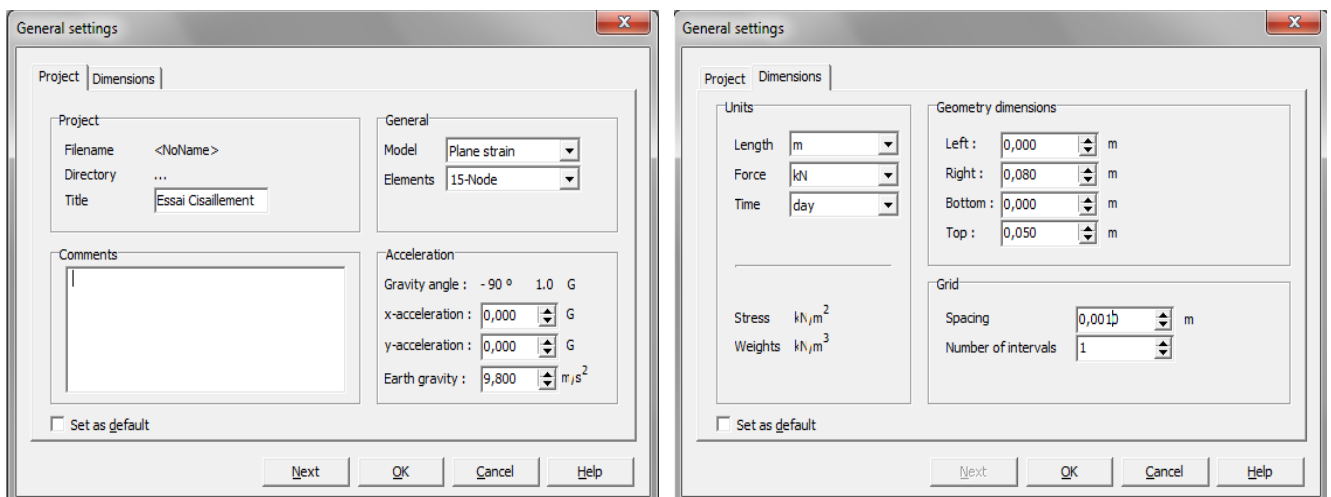 General settings
Project Dimensions
Project
Filename <NoName>
Directory ...
Title Essai Cisaillement
General
Model Plane strain
Elements 15-Node
Comments
Acceleration
Gravity angle : - 90 º 1.0 G
x-acceleration : 0,000 G
y-acceleration : 0,000 G
Earth gravity : 9,800 m/s²
Set as default
Next OK Cancel Help
General settings
Project Dimensions
Units
Length m
Force kN
Time day
Stress kN/m²
Weights kN/m³
Geometry dimensions
Left : 0,000 m
Right : 0,080 m
Bottom : 0,000 m
Top : 0,050 m
Grid
Spacing 0,001 m
Number of intervals 1
Set as default
Next OK Cancel Help